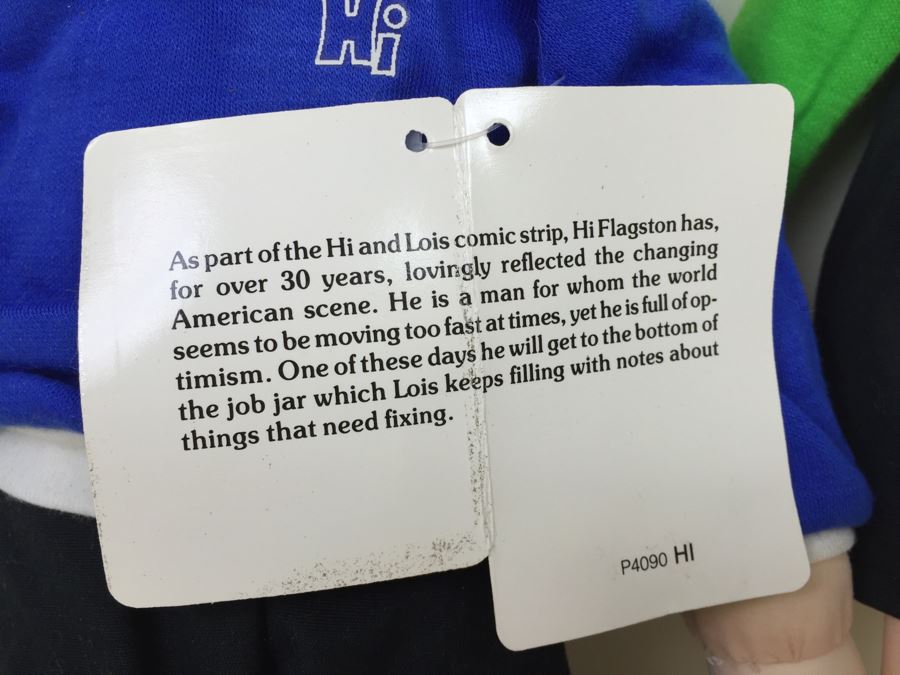 Hi
As part of the Hi and Lois comic strip, Hi Flagston has,
for over 30 years, lovingly reflected the changing
American scene. He is a man for whom the world
seems to be moving too fast at times, yet he is full of op-
timism. One of these days he will get to the bottom of
the job jar which Lois keeps filling with notes about
things that need fixing.
P4090 HI